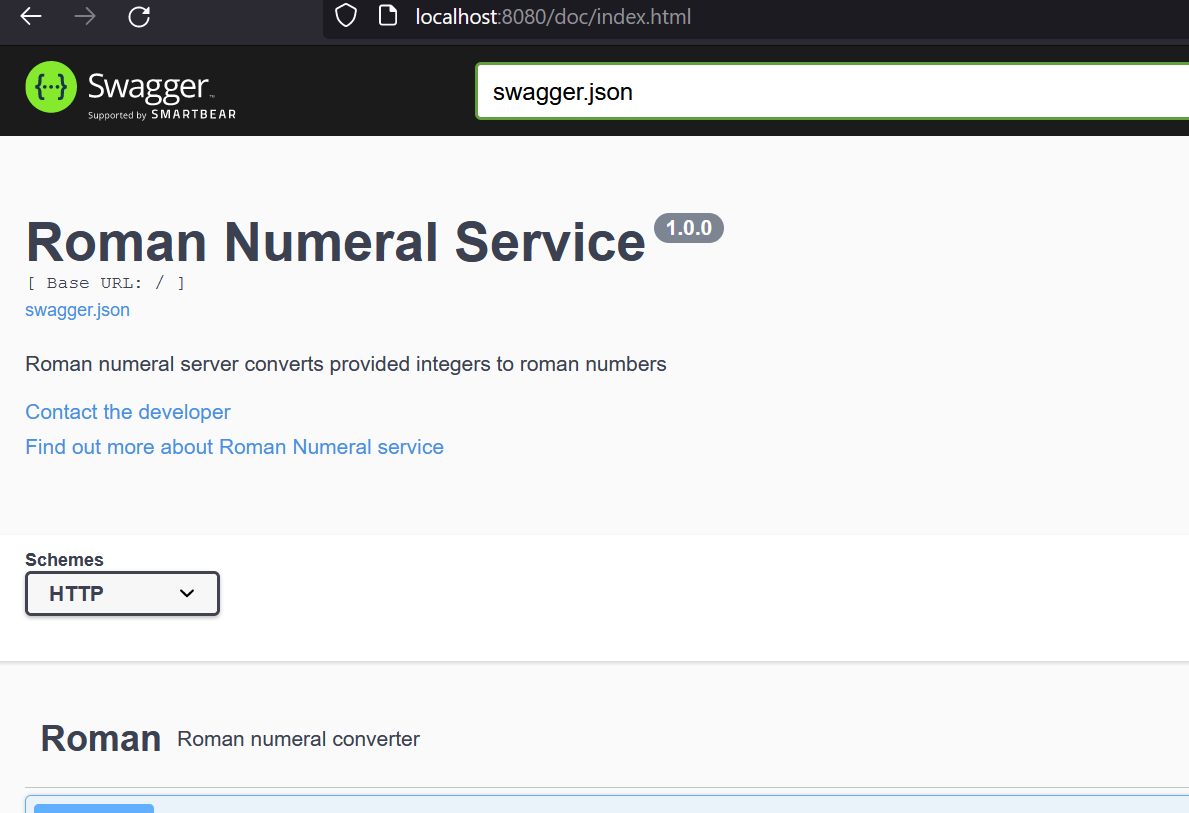 localhost:8080/doc/index.html
{···} Swagger™
Supported by SMARTBEAR
swagger.json
Roman Numeral Service 1.0.0
[ Base URL: / ]
swagger.json
Roman numeral server converts provided integers to roman numbers
Contact the developer
Find out more about Roman Numeral service
Schemes
HTTP
Roman Roman numeral converter